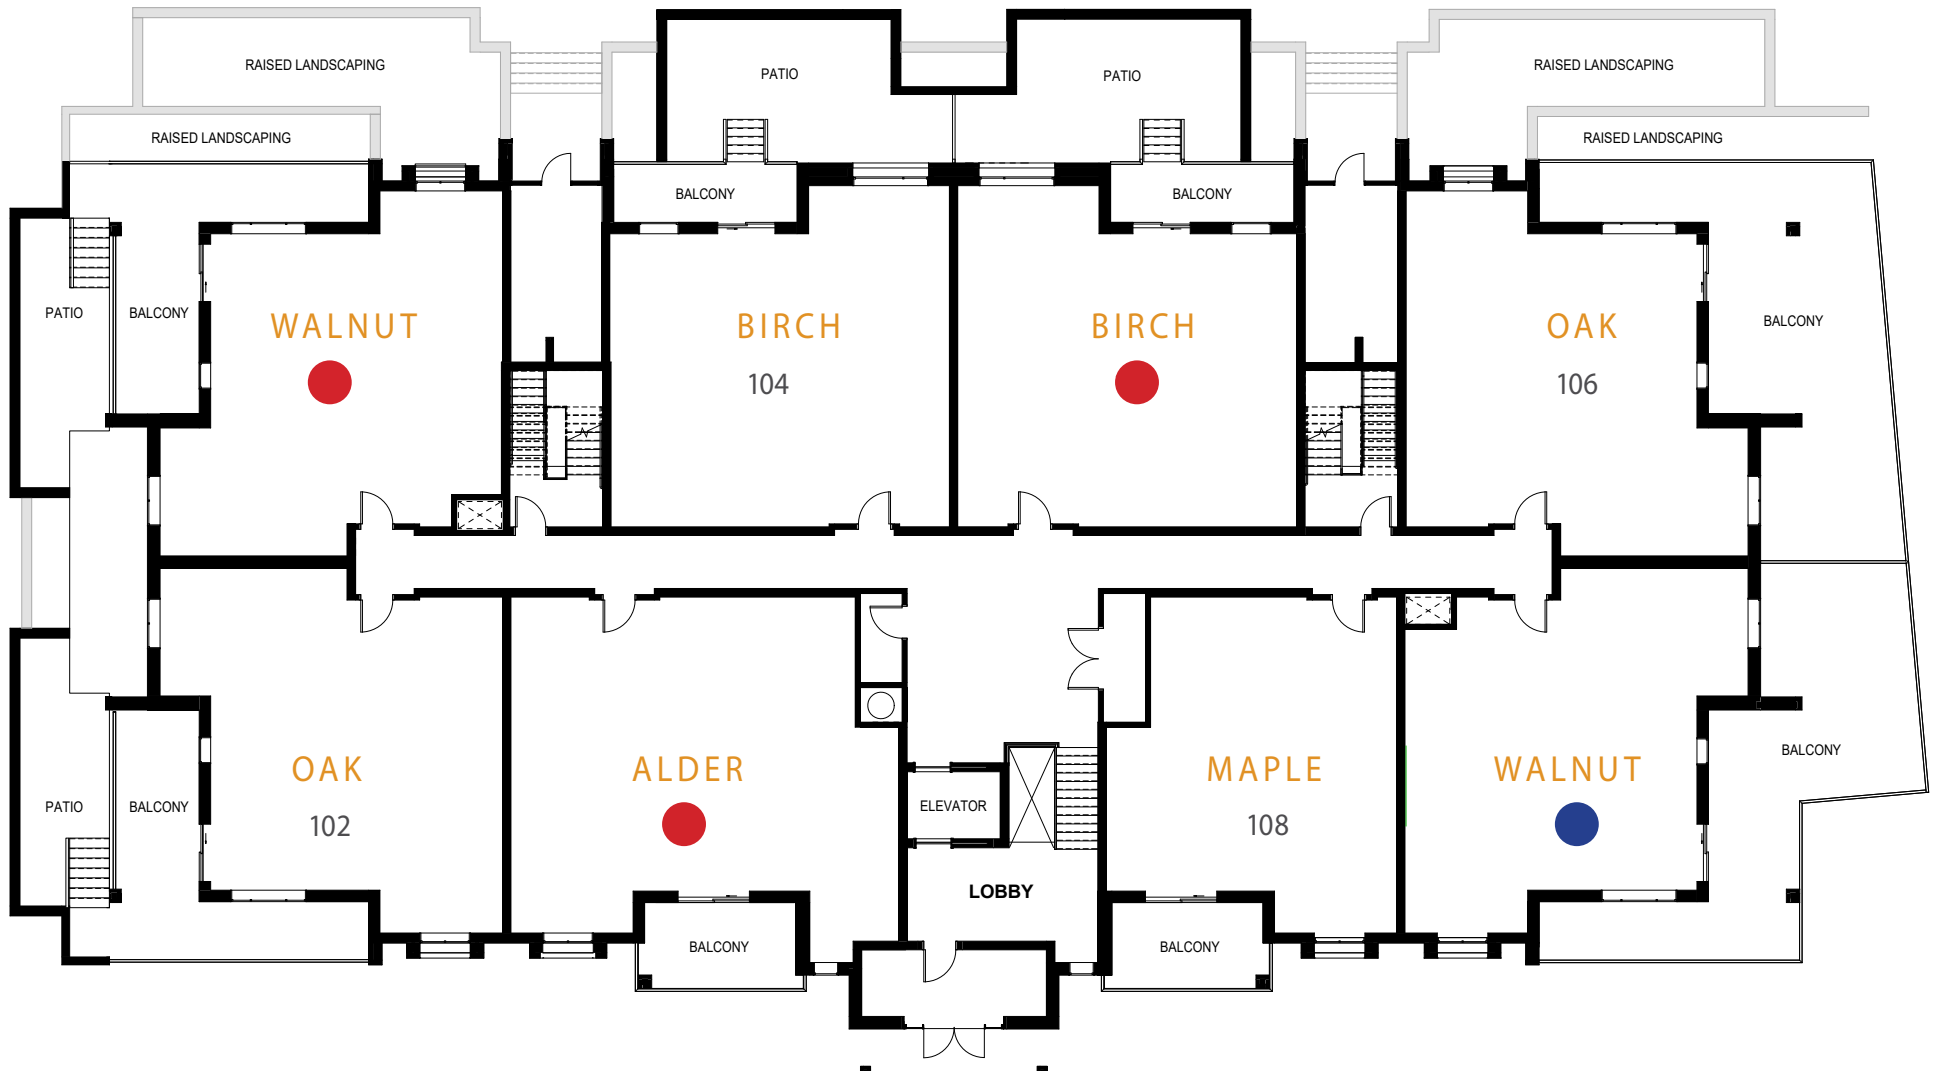 RAISED LANDSCAPING
PATIO
PATIO
RAISED LANDSCAPING
RAISED LANDSCAPING
RAISED LANDSCAPING
BALCONY
BALCONY
PATIO
BALCONY
WALNUT
BIRCH
104
BIRCH
OAK
106
BALCONY
PATIO
BALCONY
OAK
102
ALDER
ELEVATOR
MAPLE
108
WALNUT
BALCONY
LOBBY
BALCONY
BALCONY